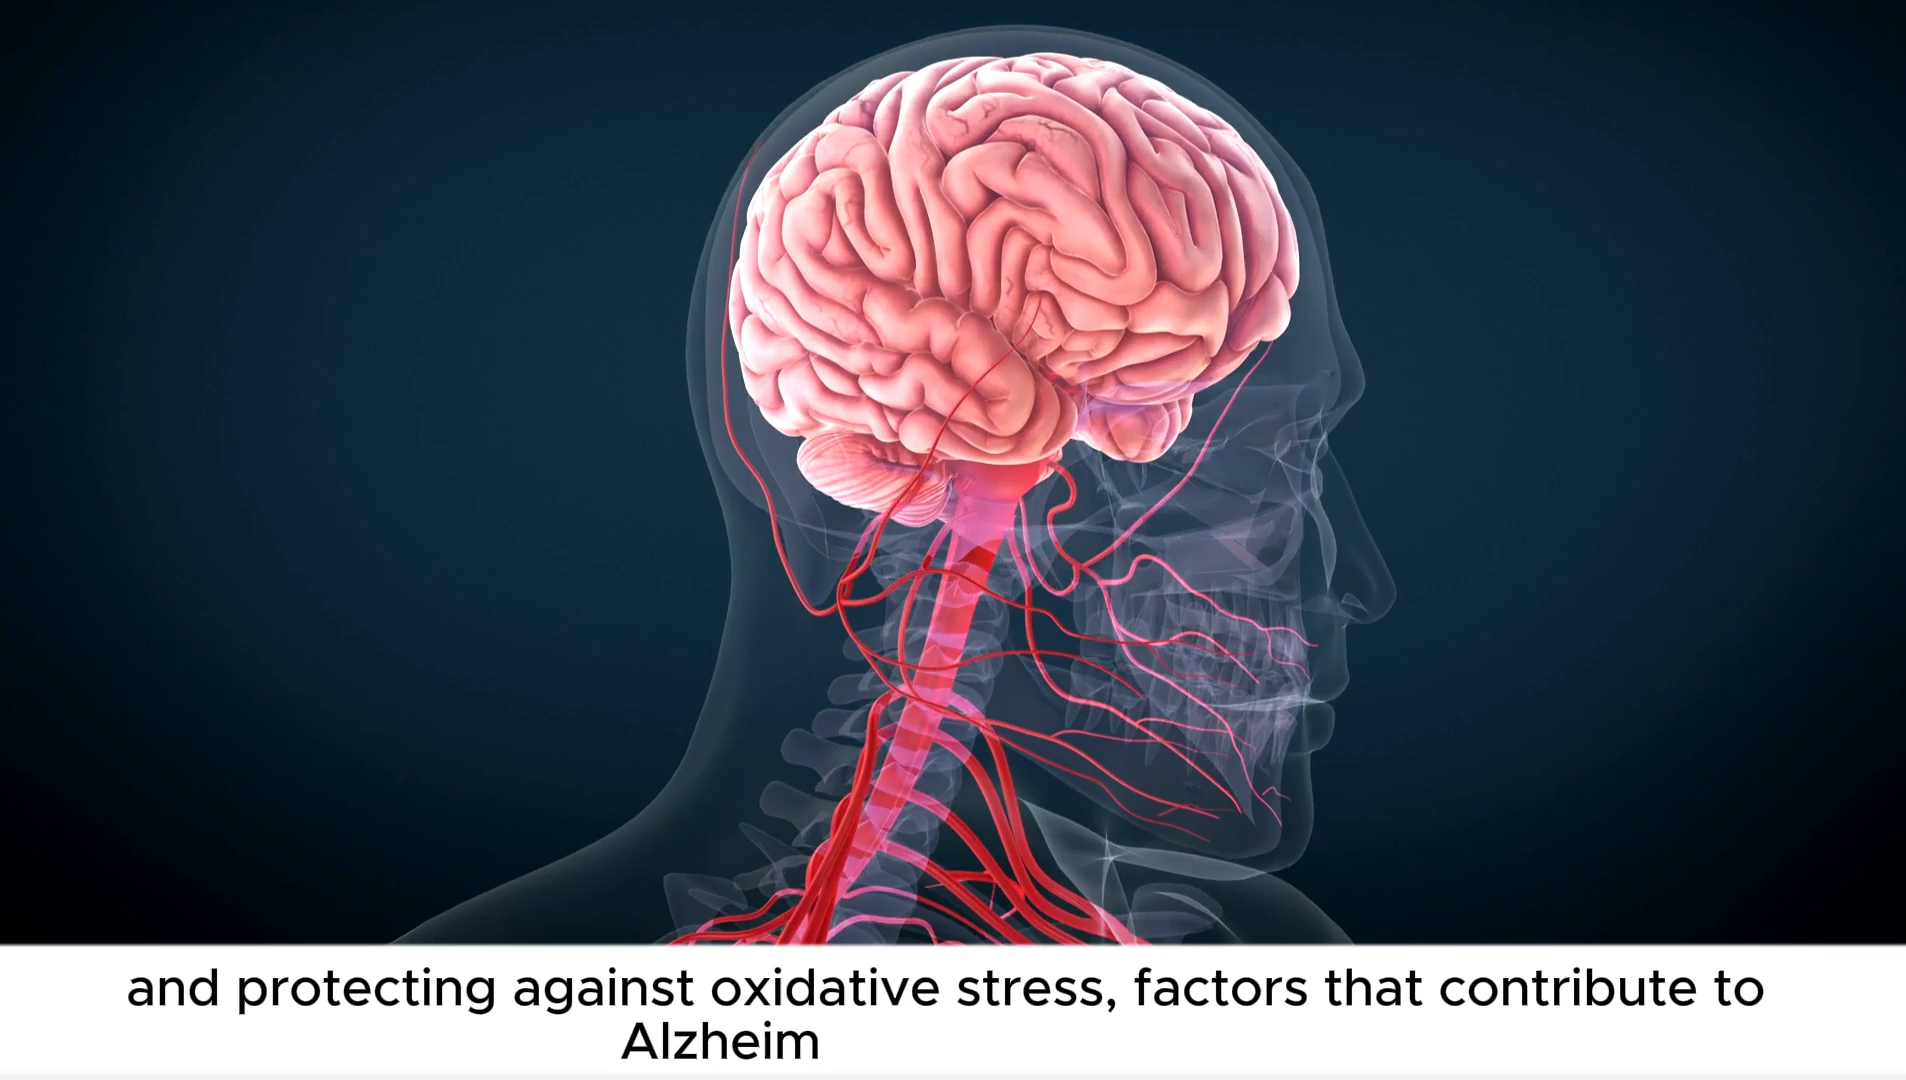 and protecting against oxidative stress, factors that contribute to
Alzheim